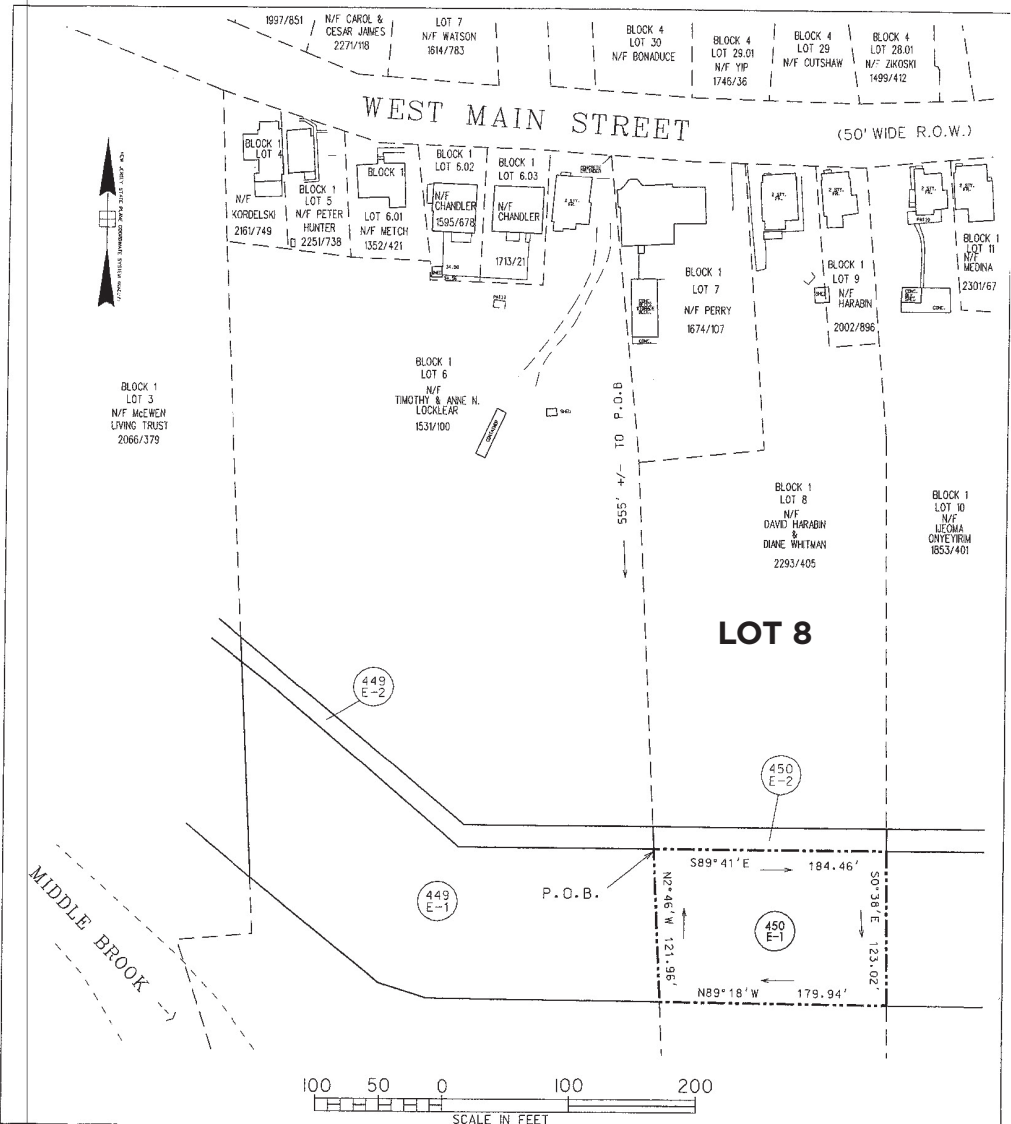 1997/851
N/F CAROL &
CESAR JAIMES
2271/118
LOT 7
N/F WATSON
1614/783
BLOCK 4
LOT 30
N/F BONADUCE
BLOCK 4
LOT 29.01
N/F YIP
1746/36
BLOCK 4
LOT 29
N/F CUTSHAW
BLOCK 4
LOT 28.01
N/F ZIKOSKI
1499/412
WEST MAIN STREET
(50' WIDE R.O.W.)
BLOCK 1
LOT 4
N/F
KORDELSKI
2161/749
BLOCK 1
LOT 5
N/F PETER
HUNTER
2251/738
BLOCK 1
LOT 6.01
N/F METCH
1352/421
BLOCK 1
LOT 6.02
N/F
CHANDLER
1595/678
BLOCK 1
LOT 6.03
N/F
CHANDLER
1713/21
PATIO
BLOCK 1
LOT 7
N/F PERRY
1674/107
CONC.
BLOCK 1
LOT 9
N/F
HARABIN
2002/896
SHED
PATIO
CONC.
BLOCK 1
LOT 11
N/F
MEDINA
2301/67
BLOCK 1
LOT 3
N/F McEWEN
LIVING TRUST
2066/379
BLOCK 1
LOT 6
N/F
TIMOTHY & ANNE N.
LOCKLEAR
1531/100
CONTAINER
SHED
555' +/- TO P.O.B
BLOCK 1
LOT 8
N/F
DAVID HARABIN
&
DIANE WHITMAN
2293/405
BLOCK 1
LOT 10
N/F
IJEOMA
ONYEYIRIM
1853/401
LOT 8
449
E-2
450
E-2
S89°41'E 184.46'
P.O.B.
N2°46'W 121.96'
S0°38'E 123.02'
449
E-1
450
E-1
N89°18'W 179.94'
MIDDLE BROOK
100 50 0 100 200
SCALE IN FEET